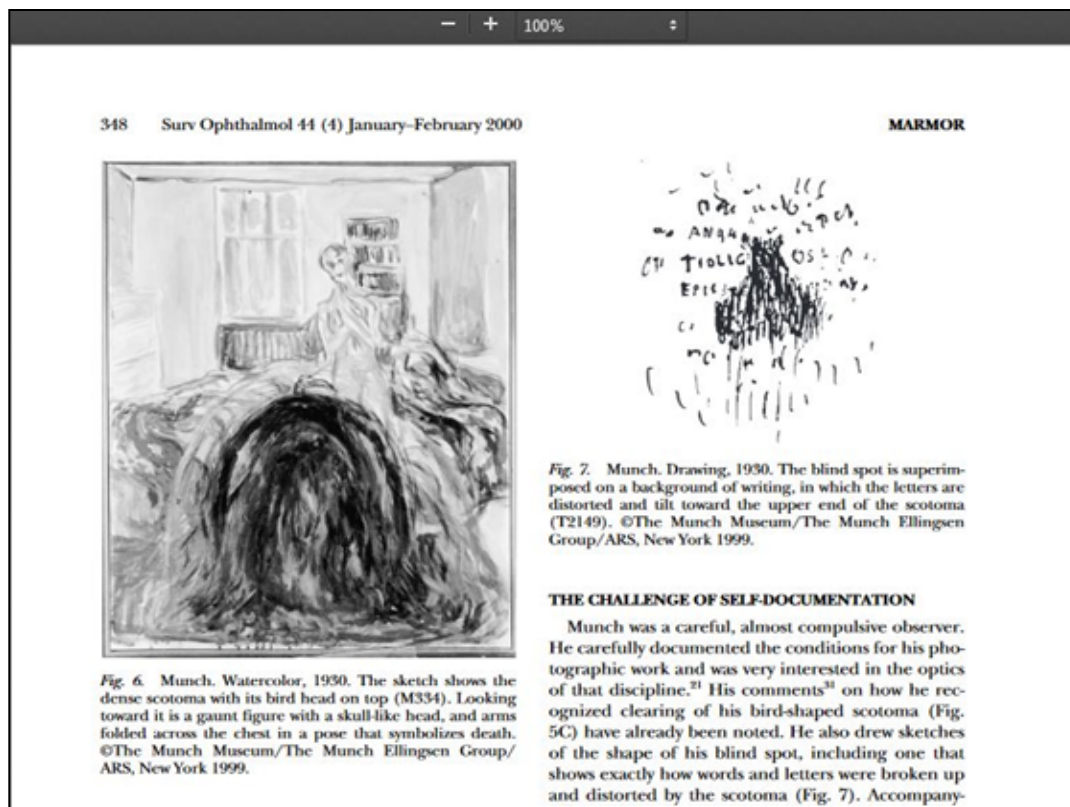 100%
348 Surv Ophthalmol 44 (4) January–February 2000
MARMOR
ANGA
TIOLIC OS
EPIC
Fig. 6. Munch. Watercolor, 1930. The sketch shows the
dense scotoma with its bird head on top (M334). Looking
toward it is a gaunt figure with a skull-like head, and arms
folded across the chest in a pose that symbolizes death.
©The Munch Museum/The Munch Ellingsen Group/
ARS, New York 1999.
Fig. 7. Munch. Drawing, 1930. The blind spot is superim-
posed on a background of writing, in which the letters are
distorted and tilt toward the upper end of the scotoma
(T2149). ©The Munch Museum/The Munch Ellingsen
Group/ARS, New York 1999.
THE CHALLENGE OF SELF-DOCUMENTATION
Munch was a careful, almost compulsive observer.
He carefully documented the conditions for his pho-
tographic work and was very interested in the optics
of that discipline.²¹ His comments³¹ on how he rec-
ognized clearing of his bird-shaped scotoma (Fig.
5C) have already been noted. He also drew sketches
of the shape of his blind spot, including one that
shows exactly how words and letters were broken up
and distorted by the scotoma (Fig. 7). Accompany-